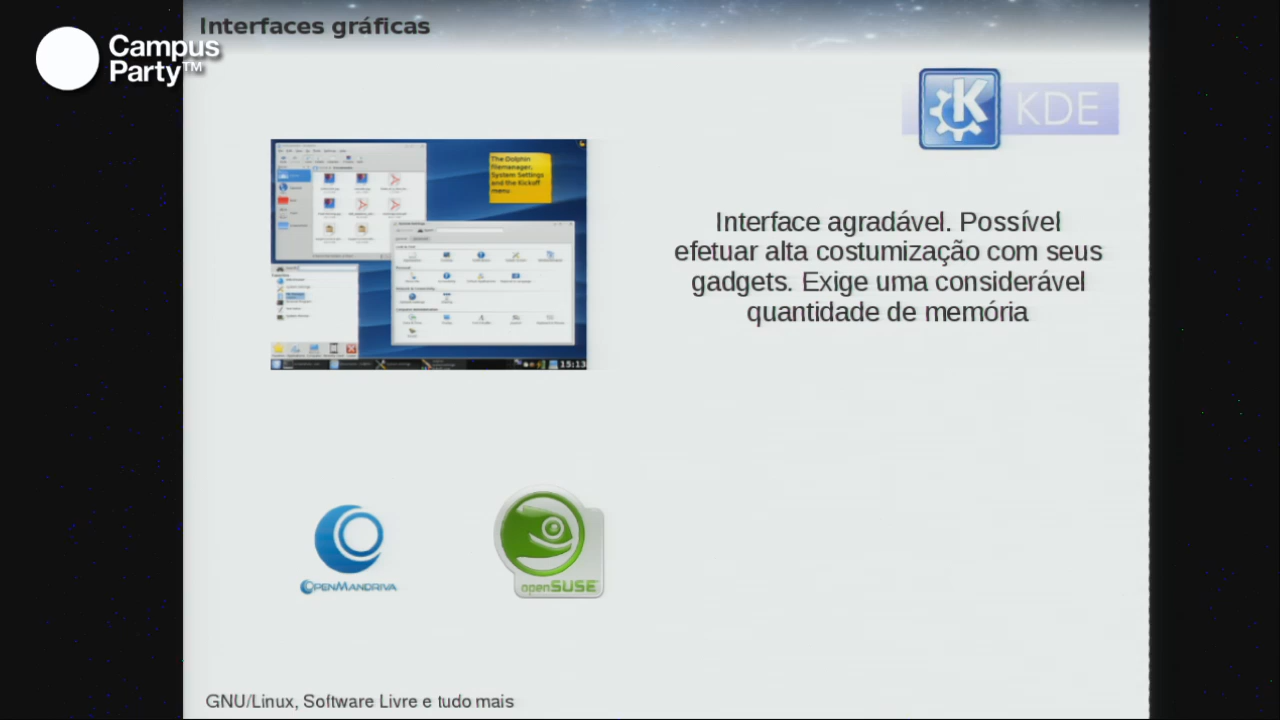 Interfaces gráficas
Campus
Party™
KDE
The Dolphin
filemanager,
System Settings
and the Kickoff
menu
Interface agradável. Possível
efetuar alta costumização com seus
gadgets. Exige uma considerável
quantidade de memória
15:13
OPENMANDRIVA
openSUSE
GNU/Linux, Software Livre e tudo mais